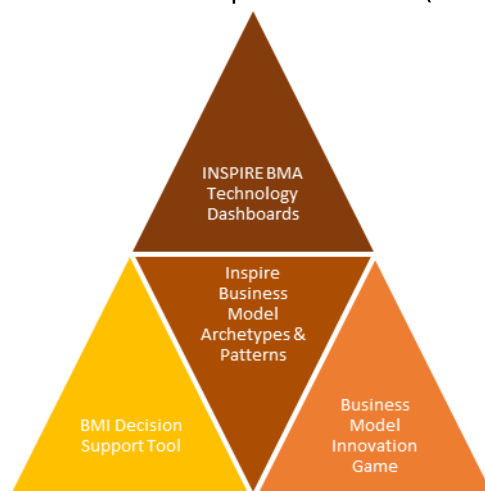 INSPIRE BMA
Technology
Dashboards
Inspire
Business
Model
Archetypes &
Patterns
BMI Decision
Support Tool
Business
Model
Innovation
Game